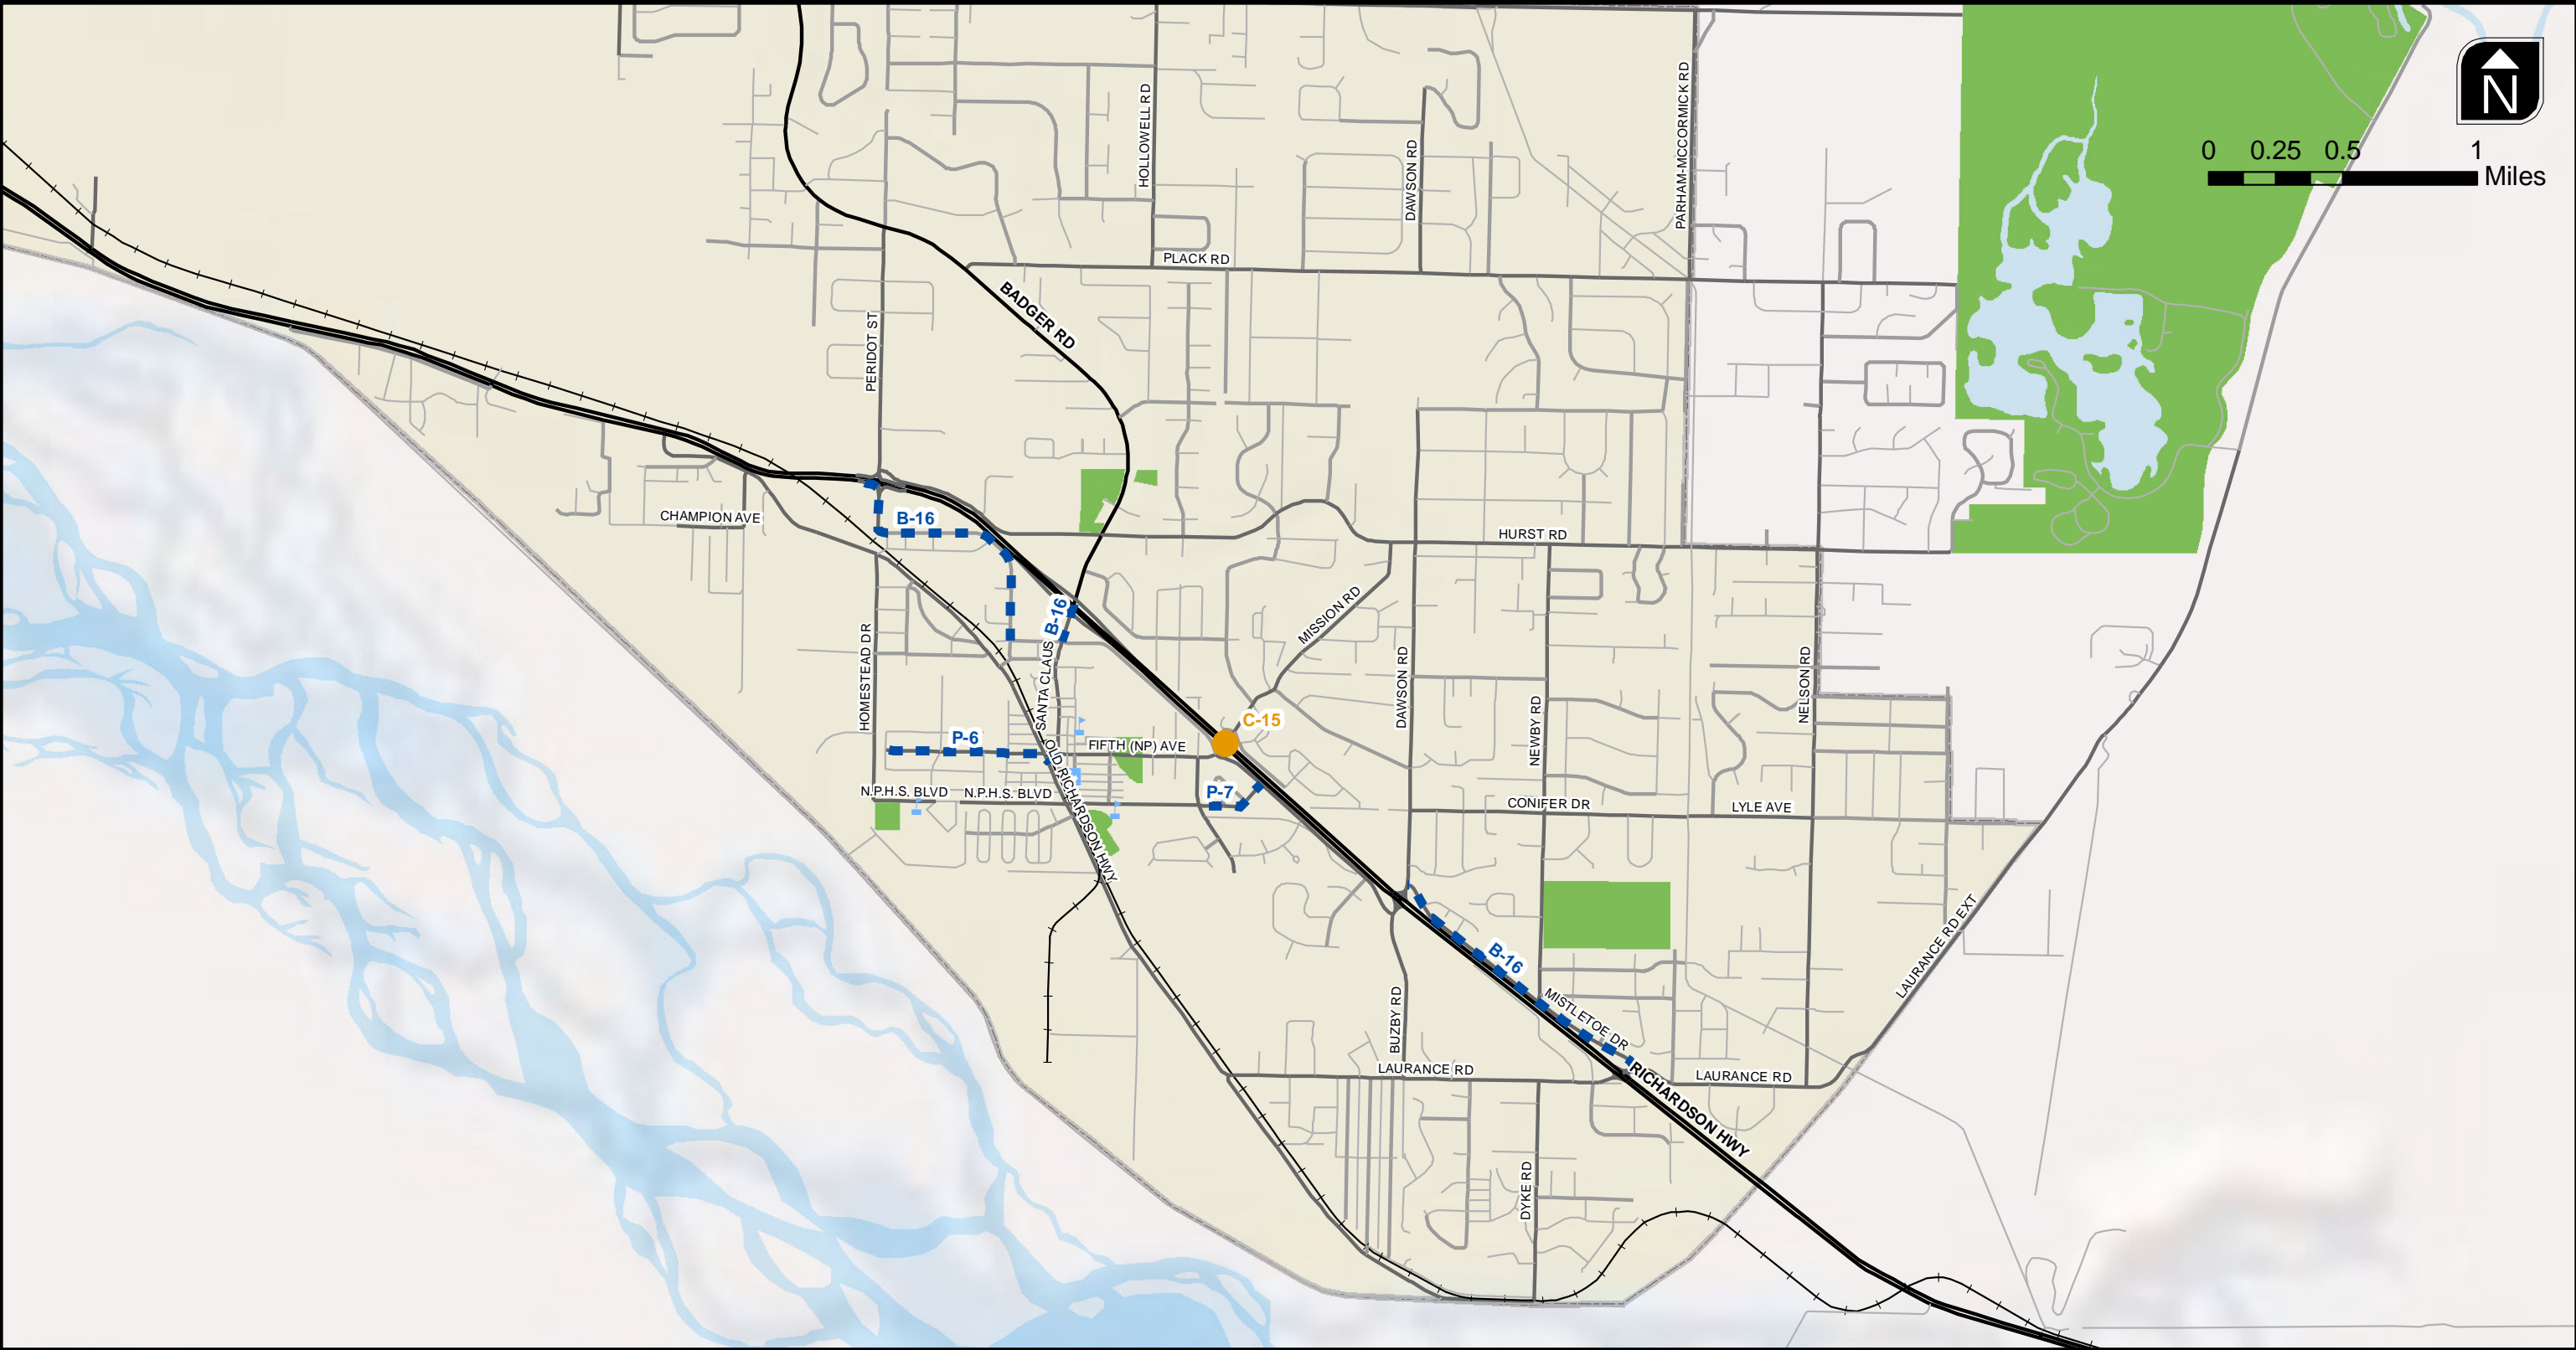 N
0 0.25 0.5 1
Miles
HOLLOWELL RD
DAWSON RD
PARHAM-MCCORMICK RD
PLACK RD
BADGER RD
PERIDOT ST
CHAMPION AVE
B-16
HURST RD
B-16
MISSION RD
HOMESTEAD DR
SANTA CLAUS
DAWSON RD
NEWBY RD
NELSON RD
C-15
P-6
FIFTH (NP) AVE
OLD RICHARDSON HWY
N.P.H.S. BLVD
N.P.H.S. BLVD
P-7
CONIFER DR
LYLE AVE
B-16
LAURANCE RD EXT
MISTLETOE DR
BUZBY RD
LAURANCE RD
LAURANCE RD
RICHARDSON HWY
DYKE RD